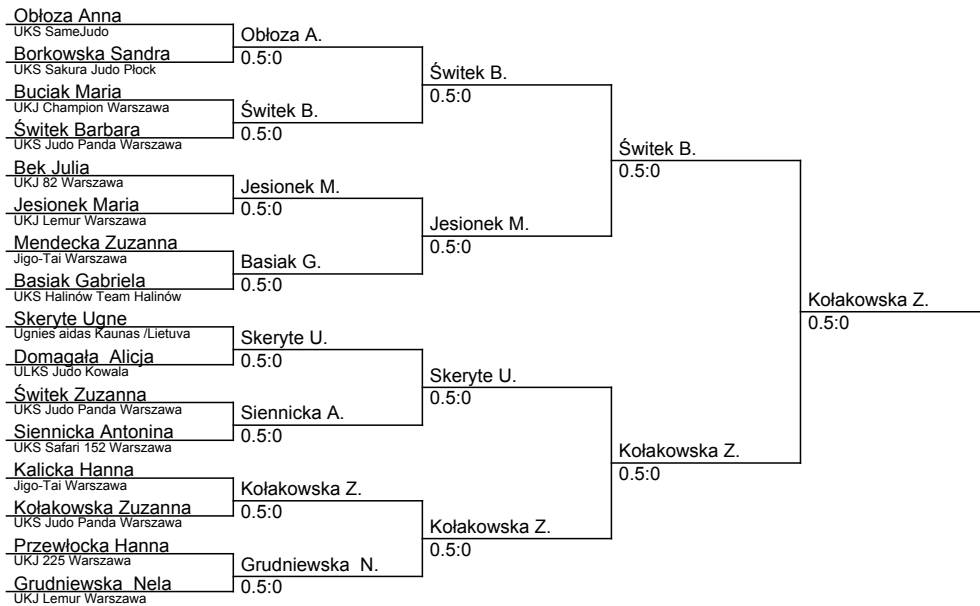 Obłoza Anna
UKS SameJudo
Borkowska Sandra
UKS Sakura Judo Płock
Buciak Maria
UKJ Champion Warszawa
Świtek Barbara
UKS Judo Panda Warszawa
Bek Julia
UKJ 82 Warszawa
Jesionek Maria
UKJ Lemur Warszawa
Mendecka Zuzanna
Jigo-Tai Warszawa
Basiak Gabriela
UKS Halinów Team Halinów
Skeryte Ugne
Ugnies aidas Kaunas /Lietuva
Domagała Alicja
ULKS Judo Kowala
Świtek Zuzanna
UKS Judo Panda Warszawa
Siennicka Antonina
UKS Safari 152 Warszawa
Kalicka Hanna
Jigo-Tai Warszawa
Kołakowska Zuzanna
UKS Judo Panda Warszawa
Przewłocka Hanna
UKJ 225 Warszawa
Grudniewska Nela
UKJ Lemur Warszawa
Obłoza A.
0.5:0
Świtek B.
0.5:0
Jesionek M.
0.5:0
Basiak G.
0.5:0
Skeryte U.
0.5:0
Siennicka A.
0.5:0
Kołakowska Z.
0.5:0
Grudniewska N.
0.5:0
Świtek B.
0.5:0
Jesionek M.
0.5:0
Skeryte U.
0.5:0
Kołakowska Z.
0.5:0
Świtek B.
0.5:0
Kołakowska Z.
0.5:0
Kołakowska Z.
0.5:0